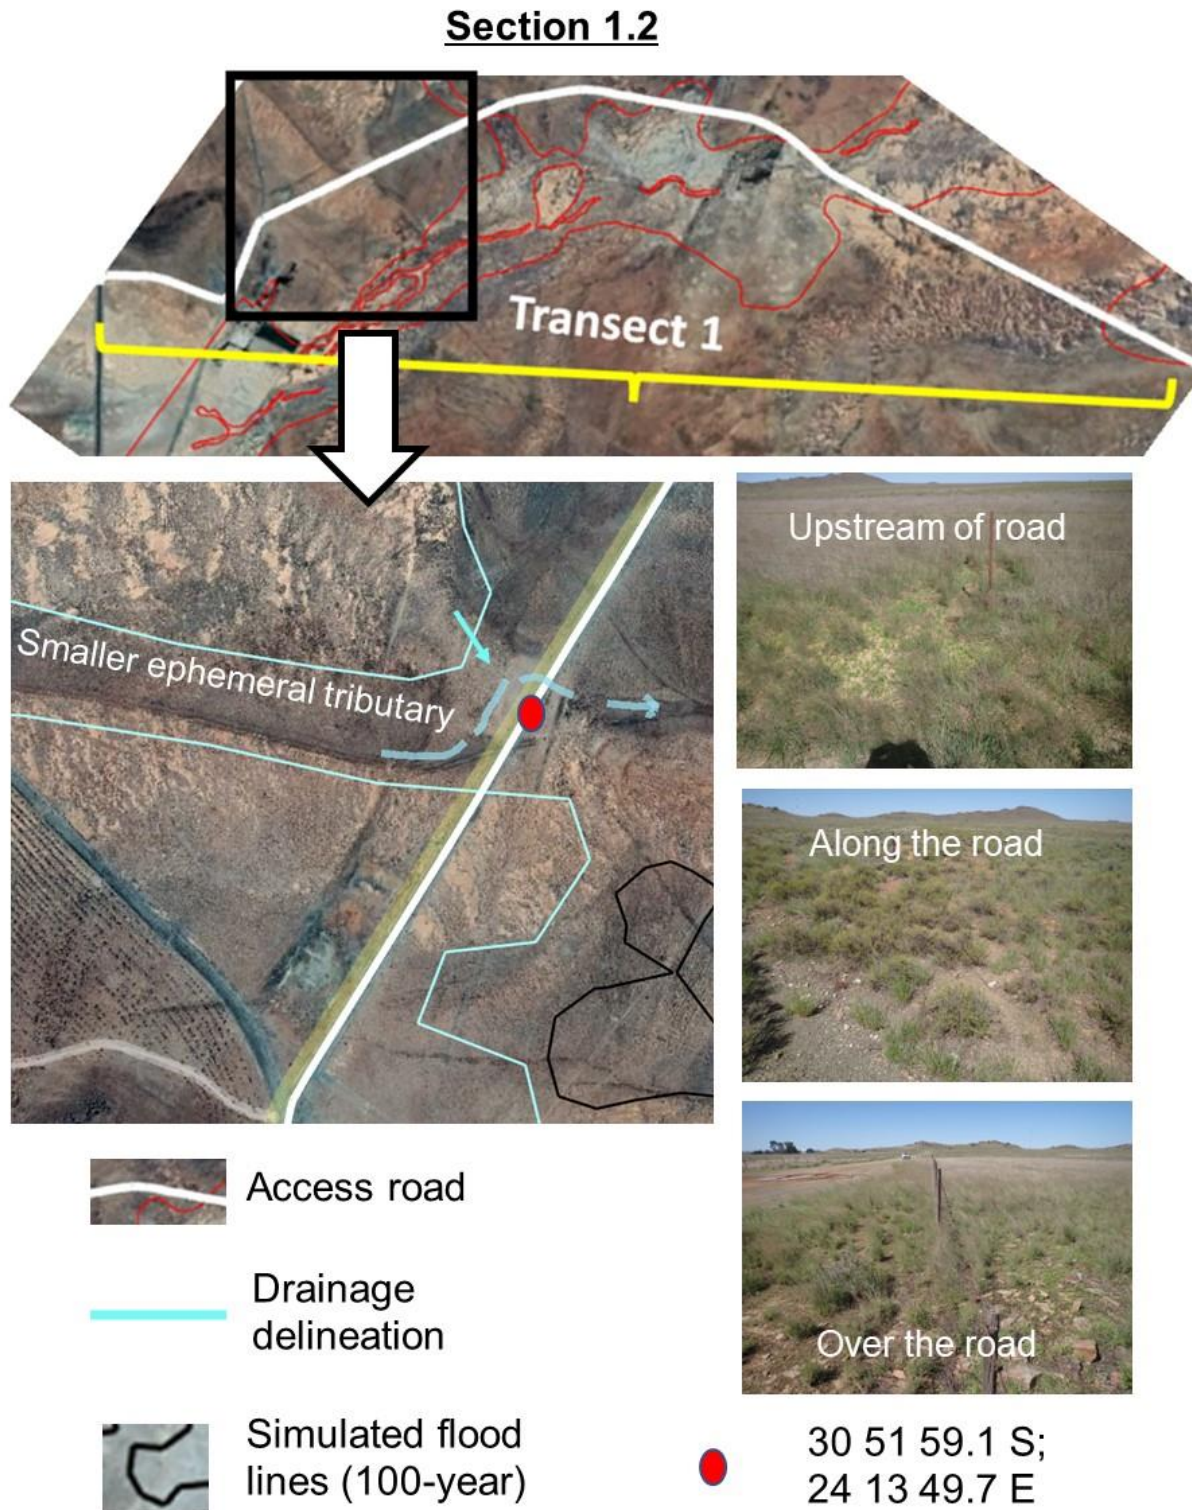 Section 1.2
Transect 1
Smaller ephemeral tributary
Upstream of road
Along the road
Over the road
Access road
Drainage
delineation
Simulated flood
lines (100-year)
30 51 59.1 S;
24 13 49.7 E